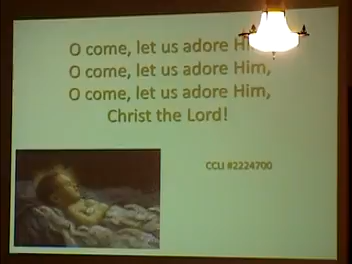 O come, let us adore Hi
O come, let us adore Him,
O come, let us adore Him,
Christ the Lord!
CCLI #2224700